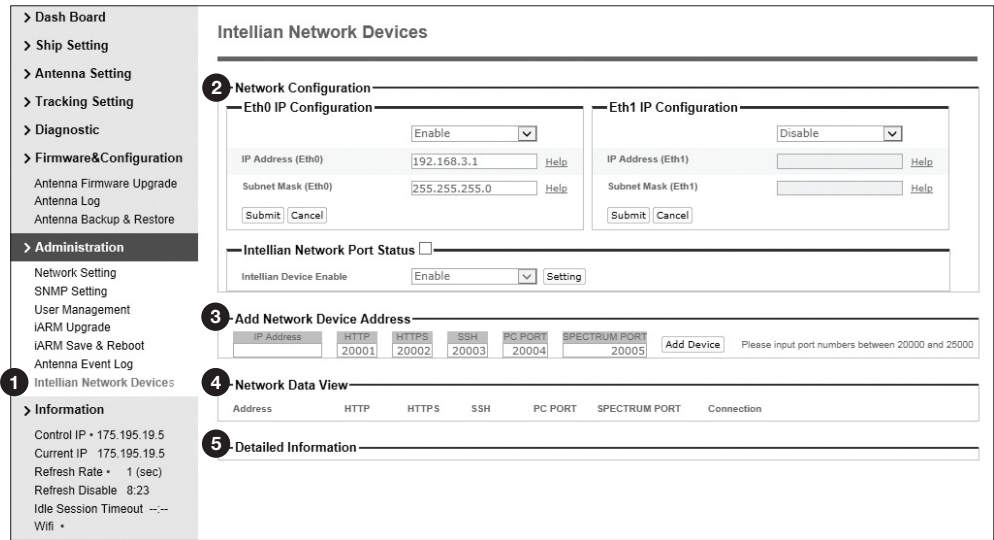 > Dash Board
> Ship Setting
> Antenna Setting
> Tracking Setting
> Diagnostic
> Firmware&Configuration
Antenna Firmware Upgrade
Antenna Log
Antenna Backup & Restore
> Administration
Network Setting
SNMP Setting
User Management
iARM Upgrade
iARM Save & Reboot
Antenna Event Log
1 Intellian Network Devices
> Information
Control IP • 175.195.19.5
Current IP 175.195.19.5
Refresh Rate • 1 (sec)
Refresh Disable 8:23
Idle Session Timeout --:--
Wifi •
Intellian Network Devices
2 Network Configuration
Eth0 IP Configuration
Enable
IP Address (Eth0) 192.168.3.1 Help
Subnet Mask (Eth0) 255.255.255.0 Help
Submit Cancel
Eth1 IP Configuration
Disable
IP Address (Eth1) Help
Subnet Mask (Eth1) Help
Submit Cancel
Intellian Network Port Status
Intellian Device Enable Enable Setting
3 Add Network Device Address
IP Address HTTP HTTPS SSH PC PORT SPECTRUM PORT
20001 20002 20003 20004 20005 Add Device Please input port numbers between 20000 and 25000
4 Network Data View
Address HTTP HTTPS SSH PC PORT SPECTRUM PORT Connection
5 Detailed Information